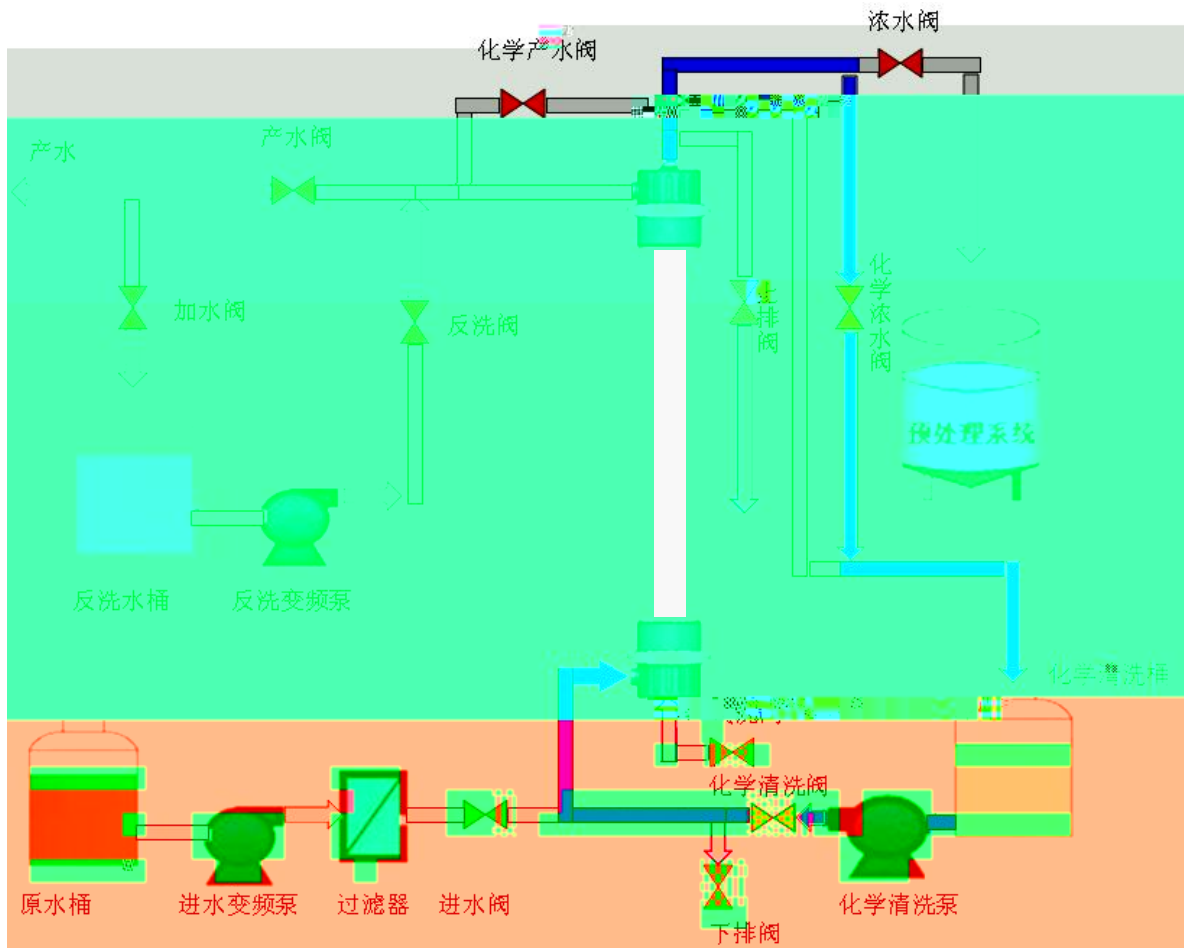 浓水阀
化学产水阀
产水阀
产水
化学浓水阀
加水阀
反洗阀
上排阀
预处理系统
反洗水桶
反洗变频泵
化学清洗桶
化学清洗阀
原水桶
进水变频泵
过滤器
进水阀
化学清洗泵
下排阀